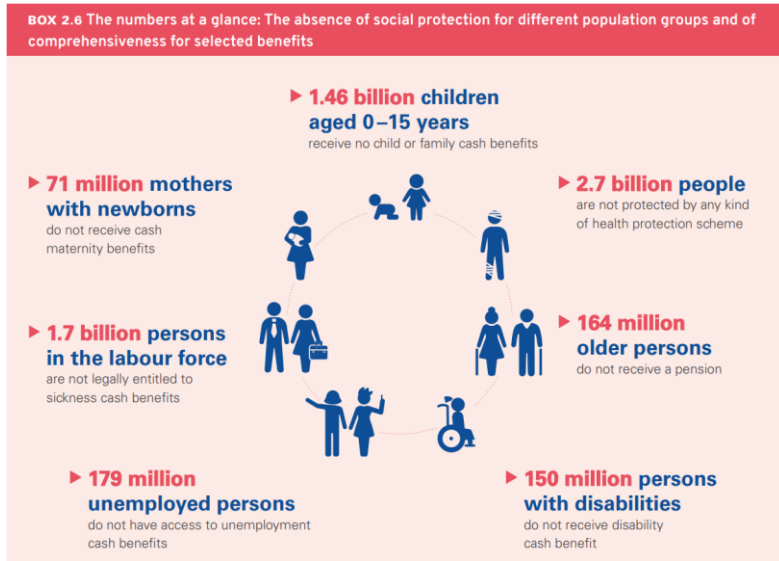 BOX 2.6 The numbers at a glance: The absence of social protection for different population groups and of
comprehensiveness for selected benefits
▶ 1.46 billion children
aged 0–15 years
receive no child or family cash benefits
▶ 71 million mothers
with newborns
do not receive cash
maternity benefits
▶ 2.7 billion people
are not protected by any kind
of health protection scheme
▶ 1.7 billion persons
in the labour force
are not legally entitled to
sickness cash benefits
▶ 164 million
older persons
do not receive a pension
▶ 179 million
unemployed persons
do not have access to unemployment
cash benefits
▶ 150 million persons
with disabilities
do not receive disability
cash benefit